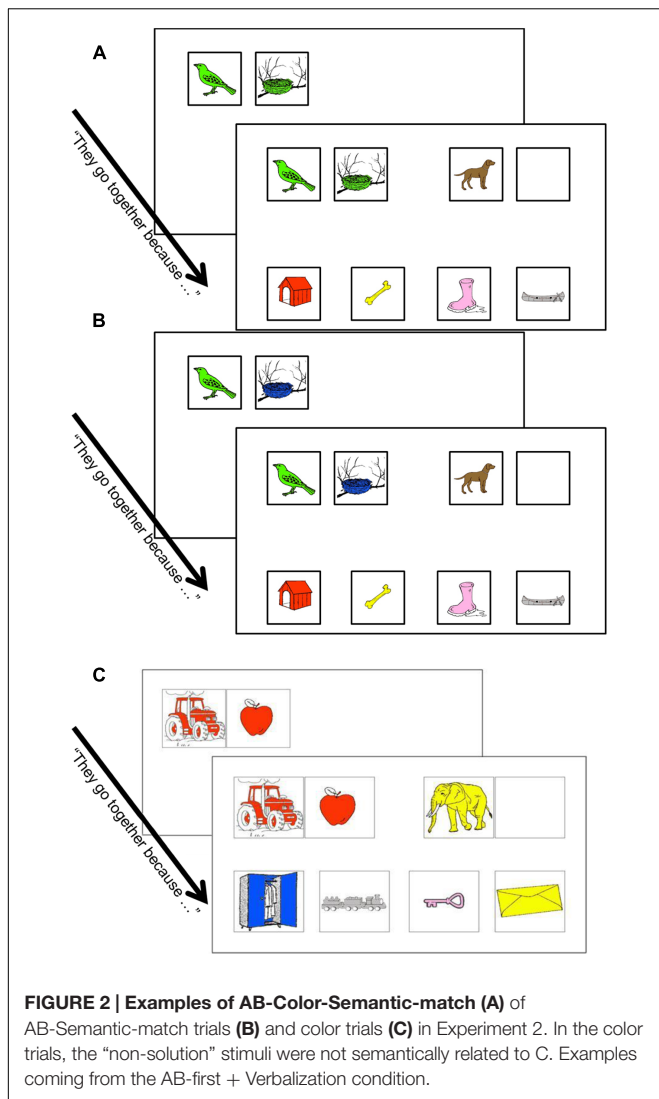 A
"They go together because ... "
B
"They go together because ... "
C
"They go together because ... "
FIGURE 2 | Examples of AB-Color-Semantic-match (A) of
AB-Semantic-match trials (B) and color trials (C) in Experiment 2. In the color
trials, the “non-solution” stimuli were not semantically related to C. Examples
coming from the AB-first + Verbalization condition.